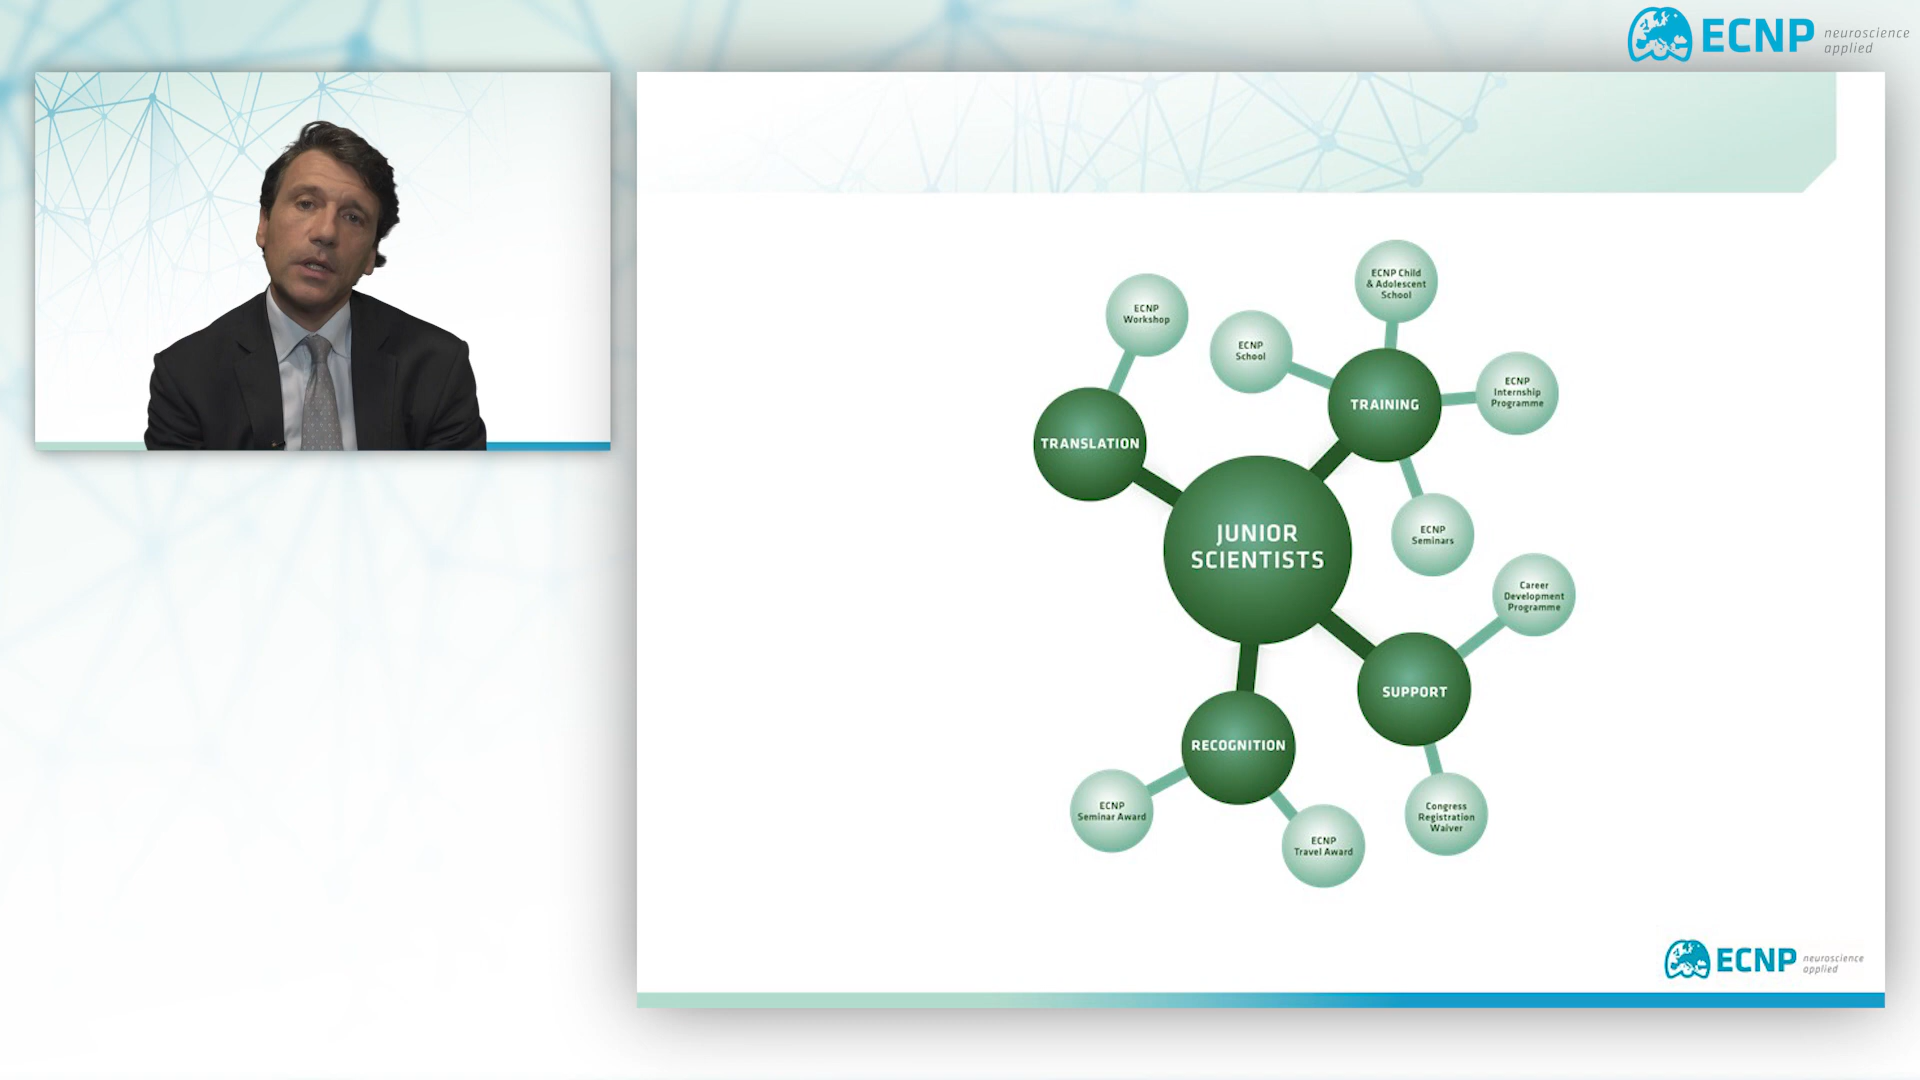 ECNP neuroscience
applied
ECNP Child
& Adolescent
School
ECNP
Workshop
ECNP
School
TRAINING
ECNP
Internship
Programme
TRANSLATION
JUNIOR
SCIENTISTS
ECNP
Seminars
Career
Development
Programme
SUPPORT
RECOGNITION
ECNP
Seminar Award
Congress
Registration
Waiver
ECNP
Travel Award
ECNP neuroscience
applied